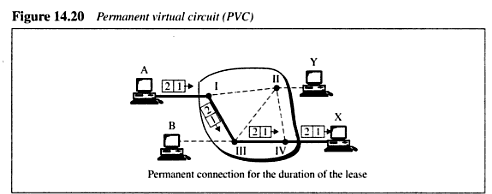 Figure 14.20 Permanent virtual circuit (PVC)
A
Y
2 1
I
II
2 1
B
X
2 1
2 1
III
IV
Permanent connection for the duration of the lease